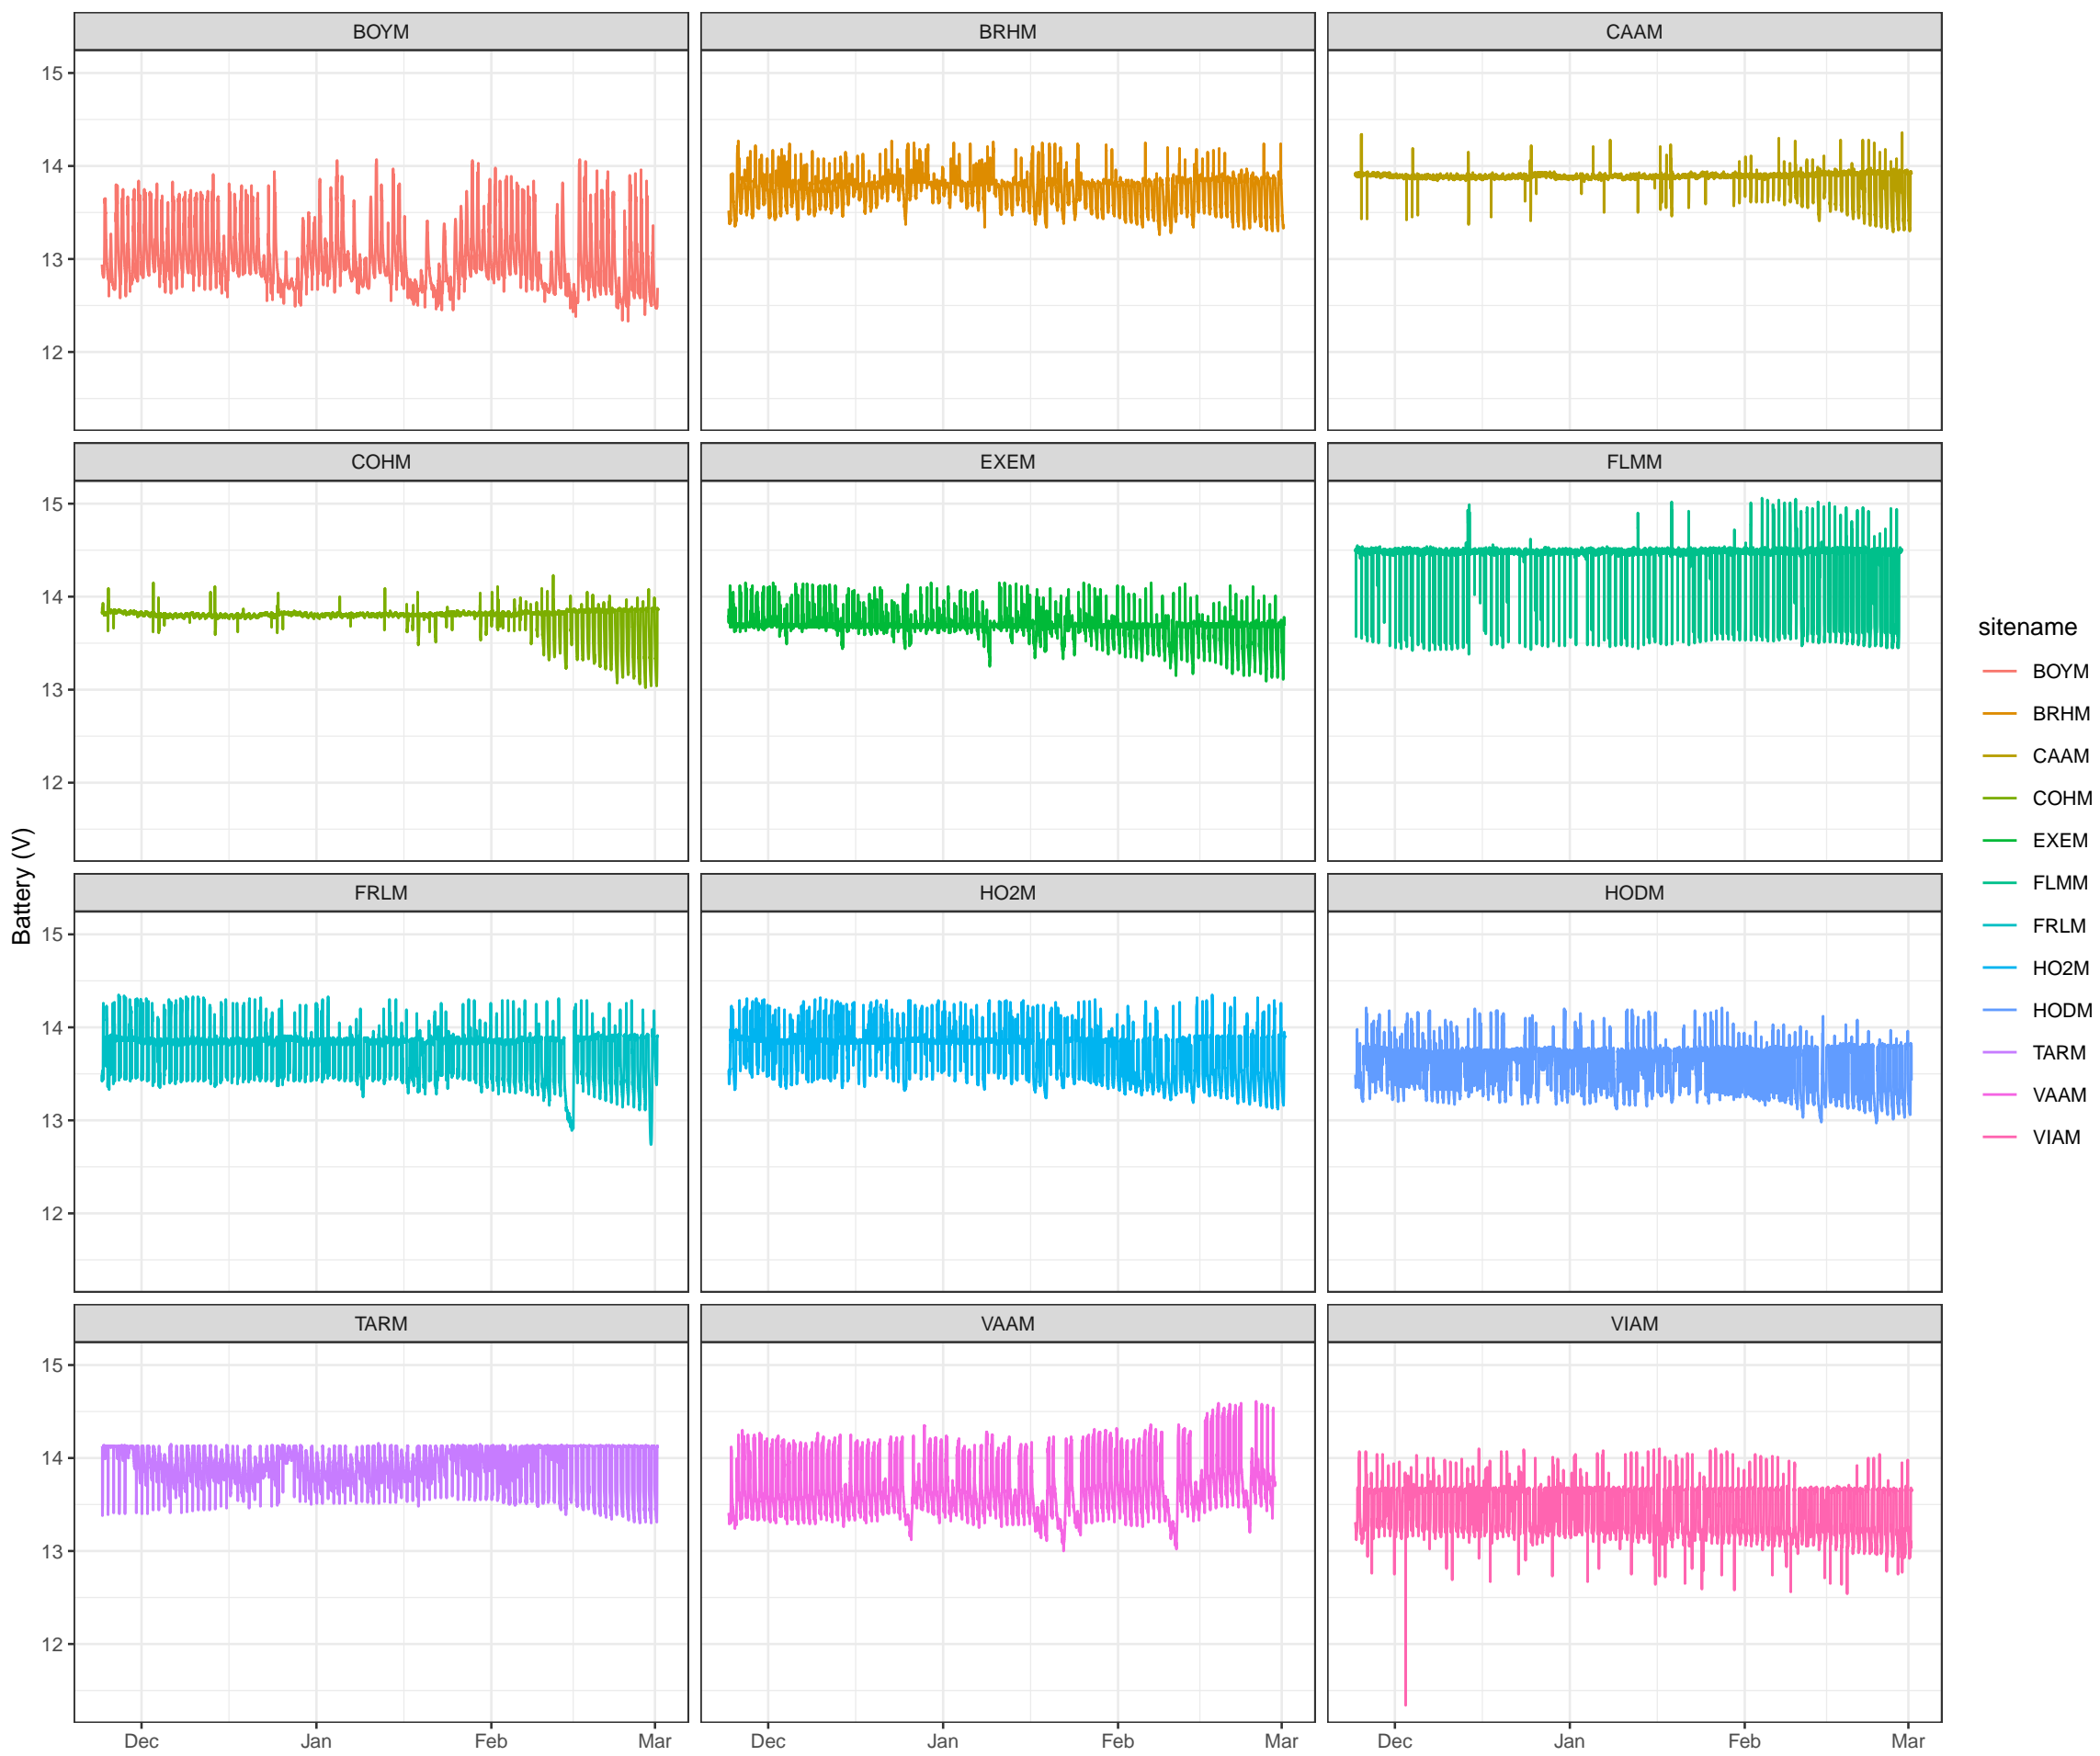 BOYM BRHM CAAM
15
14
13
12
COHM EXEM FLMM
15
14
13
12
FRLM HO2M HODM
15
14
13
12
TARM VAAM VIAM
15
14
13
12
Dec Jan Feb Mar Dec Jan Feb Mar Dec Jan Feb Mar
Battery (V)
sitename
BOYM
BRHM
CAAM
COHM
EXEM
FLMM
FRLM
HO2M
HODM
TARM
VAAM
VIAM